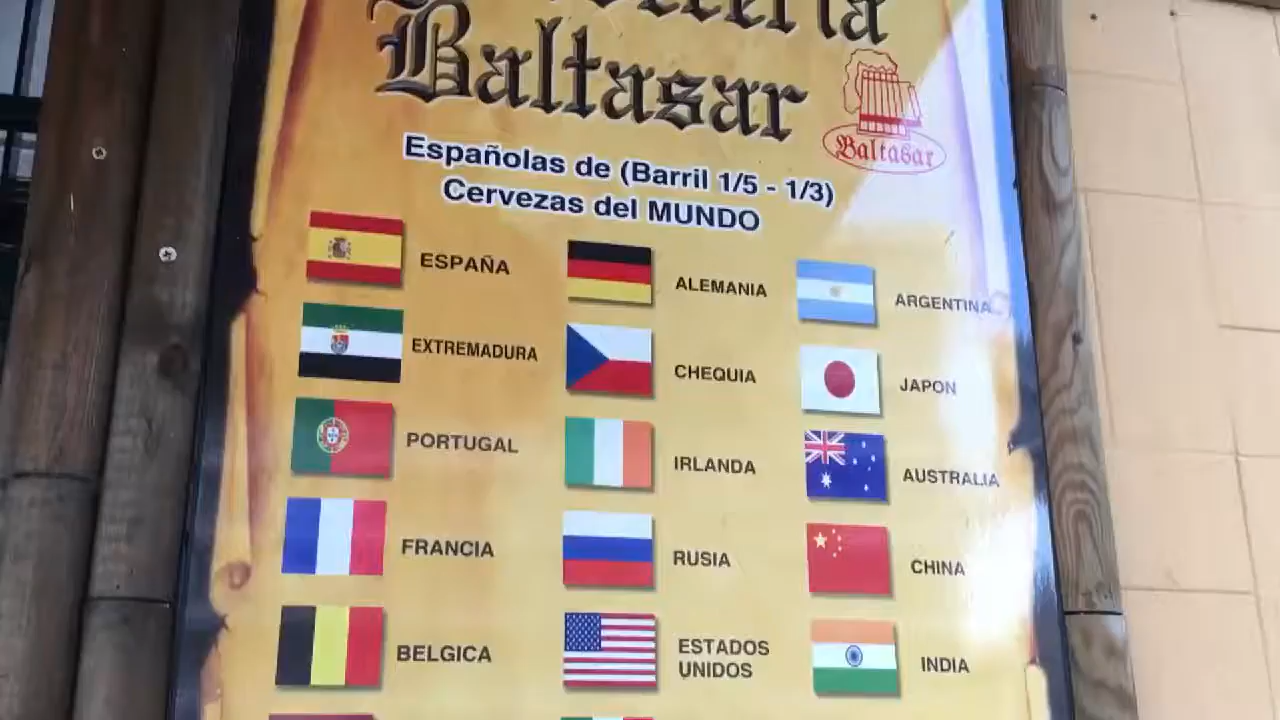 Baltasar
Baltasar
Españolas de (Barril 1/5 - 1/3)
Cervezas del MUNDO
ESPAÑA
ALEMANIA
ARGENTINA
EXTREMADURA
CHEQUIA
JAPON
PORTUGAL
IRLANDA
AUSTRALIA
FRANCIA
RUSIA
CHINA
BELGICA
ESTADOS
UNIDOS
INDIA